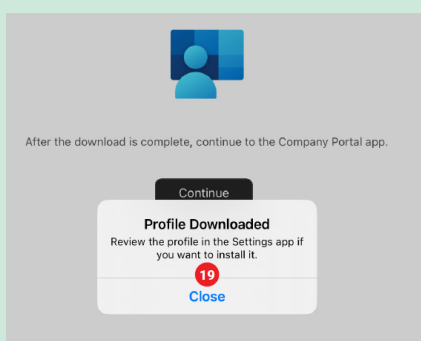 After the download is complete, continue to the Company Portal app.
Continue
Profile Downloaded
Review the profile in the Settings app if
you want to install it.
19
Close